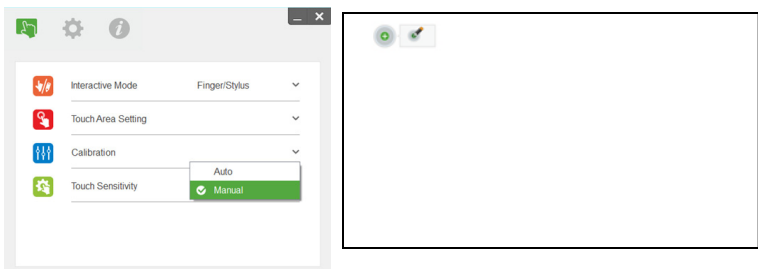 Interactive Mode Finger/Stylus
Touch Area Setting
Calibration
Auto
Touch Sensitivity
Manual